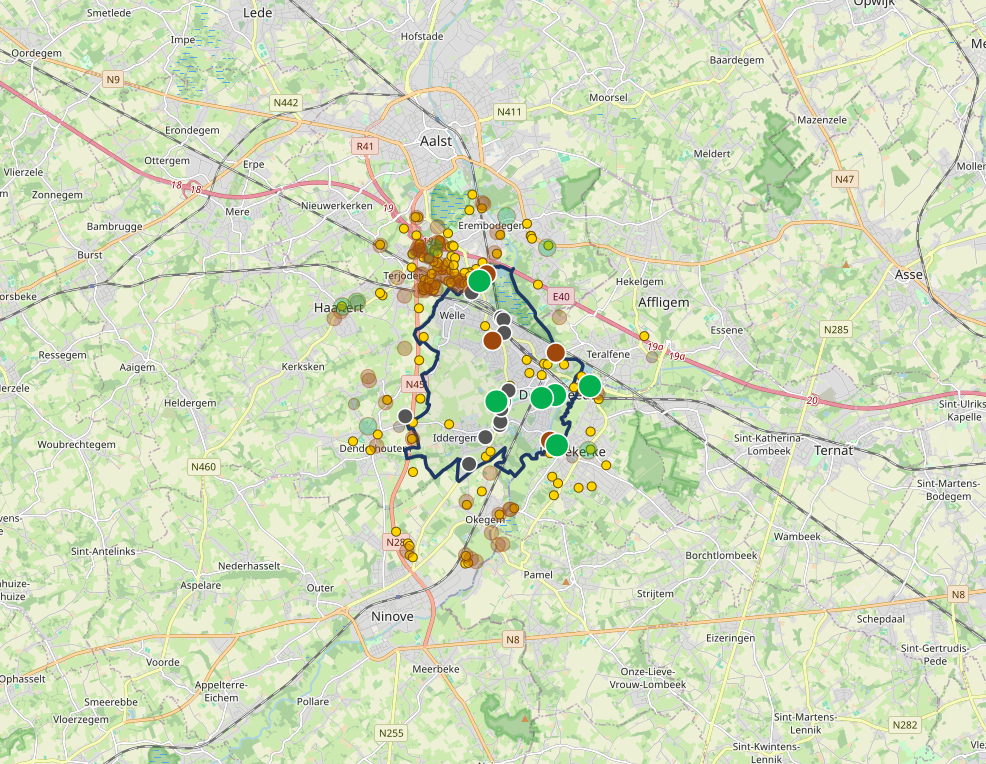 Smetlede
Lede
Opwijk
Impe
Hofstade
Oordegem
Baardegem
N9
N442
Moorsel
N411
Mazenzele
Erondegem
Aalst
R41
Meldert
Ottergem
Erpe
Vlierzele
N47
18
18
Zonnegem
Nieuwerkerken
19
Mere
Bambrugge
Erembodegem
Burst
Asse
Terjoden
Hekelgem
E40
Affligem
Haaltert
Welle
Essene
N285
Ressegem
Teralfene
19a
19a
Aaigem
Kerksken
N45
20
Heldergem
Sint-Ulriks
Kapelle
Iddergem
Woubrechtegem
Denderhoutem
Sint-Katherina-
Lombeek
Ternat
N460
Sint-Martens-
Bodegem
Okegem
Wambeek
Sint-Antelinks
Borchtlombeek
Nederhasselt
Pamel
Aspelare
Outer
Strijtem
N8
Ninove
Schepdaal
N8
Eizeringen
Sint-Gertrudis-
Pede
Voorde
Meerbeke
Onze-Lieve-
Vrouw-Lombeek
Ophasselt
Appelterre-
Eichem
Smeerebbe
Pollare
Vloerzegem
Sint-Martens-
Lennik
N282
N255
Sint-Kwintens-
Lennik